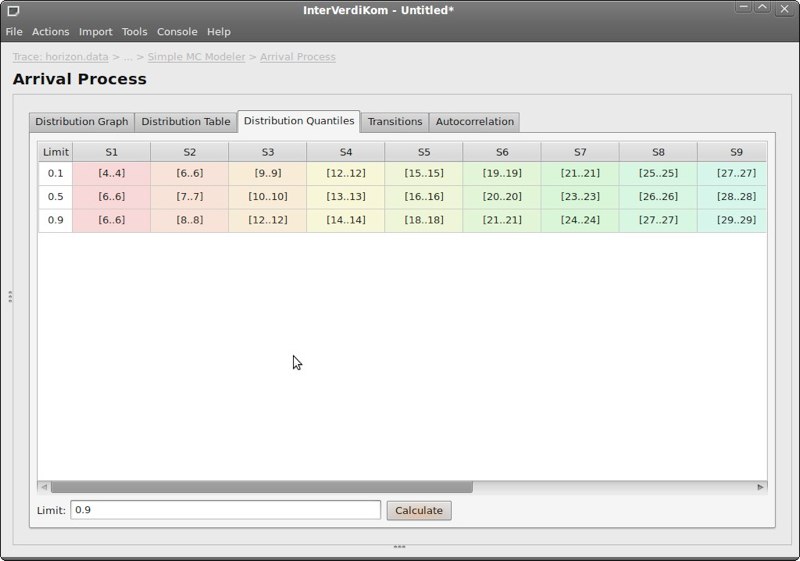 InterVerdiKom - Untitled*
File Actions Import Tools Console Help
Trace: horizon.data > ... > Simple MC Modeler > Arrival Process
Arrival Process
Distribution Graph Distribution Table Distribution Quantiles Transitions Autocorrelation
Limit S1 S2 S3 S4 S5 S6 S7 S8 S9
0.1 [4..4] [6..6] [9..9] [12..12] [15..15] [19..19] [21..21] [25..25] [27..27]
0.5 [6..6] [7..7] [10..10] [13..13] [16..16] [20..20] [23..23] [26..26] [28..28]
0.9 [6..6] [8..8] [12..12] [14..14] [18..18] [21..21] [24..24] [27..27] [29..29]
Limit: 0.9 Calculate